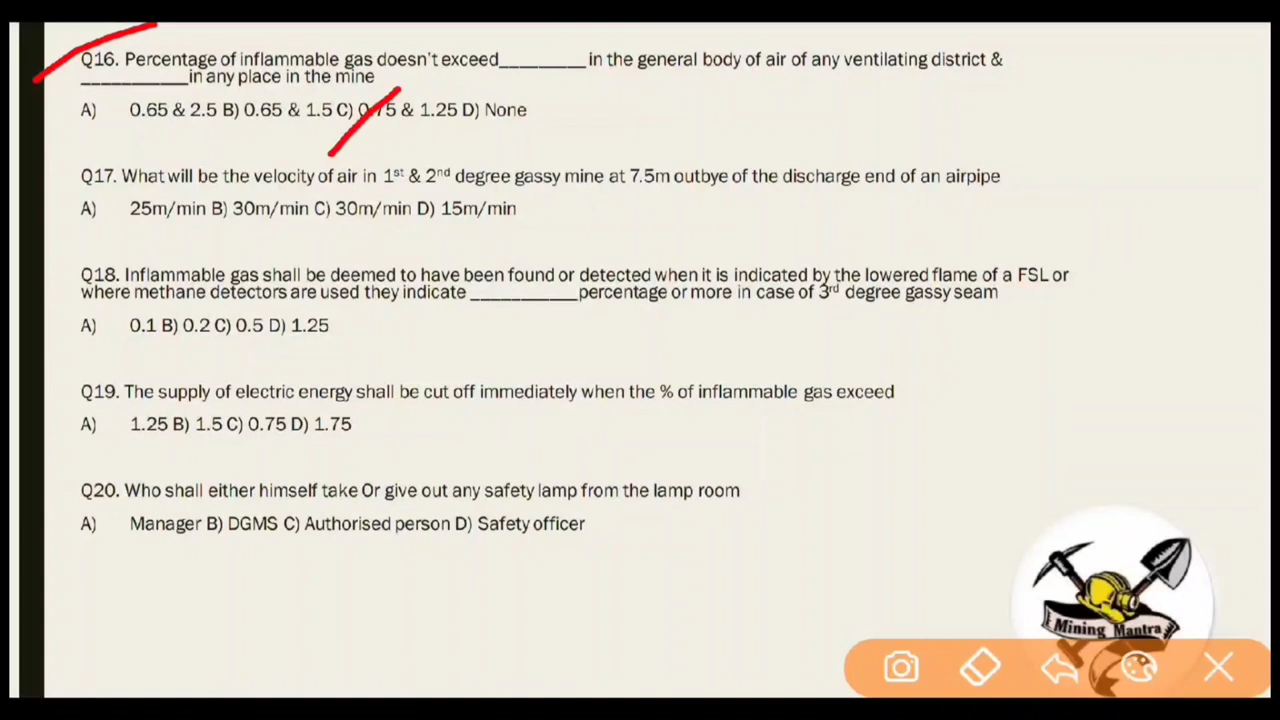 Q16. Percentage of inflammable gas doesn't exceed_________ in the general body of air of any ventilating district &
___________in any place in the mine
A) 0.65 & 2.5 B) 0.65 & 1.5 C) 0.75 & 1.25 D) None
Q17. What will be the velocity of air in 1st & 2nd degree gassy mine at 7.5m outbye of the discharge end of an airpipe
A) 25m/min B) 30m/min C) 30m/min D) 15m/min
Q18. Inflammable gas shall be deemed to have been found or detected when it is indicated by the lowered flame of a FSL or
where methane detectors are used they indicate ___________percentage or more in case of 3rd degree gassy seam
A) 0.1 B) 0.2 C) 0.5 D) 1.25
Q19. The supply of electric energy shall be cut off immediately when the % of inflammable gas exceed
A) 1.25 B) 1.5 C) 0.75 D) 1.75
Q20. Who shall either himself take Or give out any safety lamp from the lamp room
A) Manager B) DGMS C) Authorised person D) Safety officer
Mining Mantra